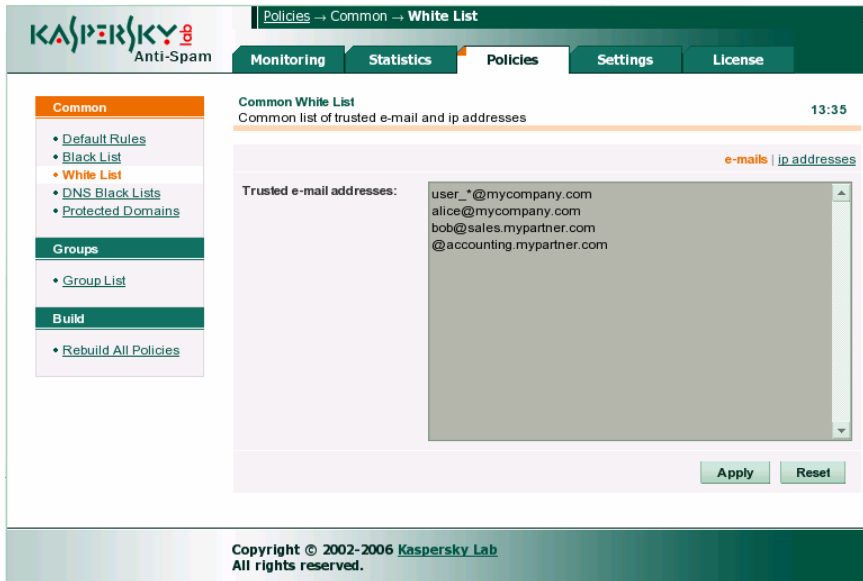 Policies → Common → White List
KASPERSKY lab
Anti-Spam
Monitoring
Statistics
Policies
Settings
License
Common
• Default Rules
• Black List
• White List
• DNS Black Lists
• Protected Domains
Groups
• Group List
Build
• Rebuild All Policies
Common White List
Common list of trusted e-mail and ip addresses
13:35
e-mails | ip addresses
Trusted e-mail addresses:
user_*@mycompany.com
alice@mycompany.com
bob@sales.mypartner.com
@accounting.mypartner.com
Apply
Reset
Copyright © 2002-2006 Kaspersky Lab
All rights reserved.